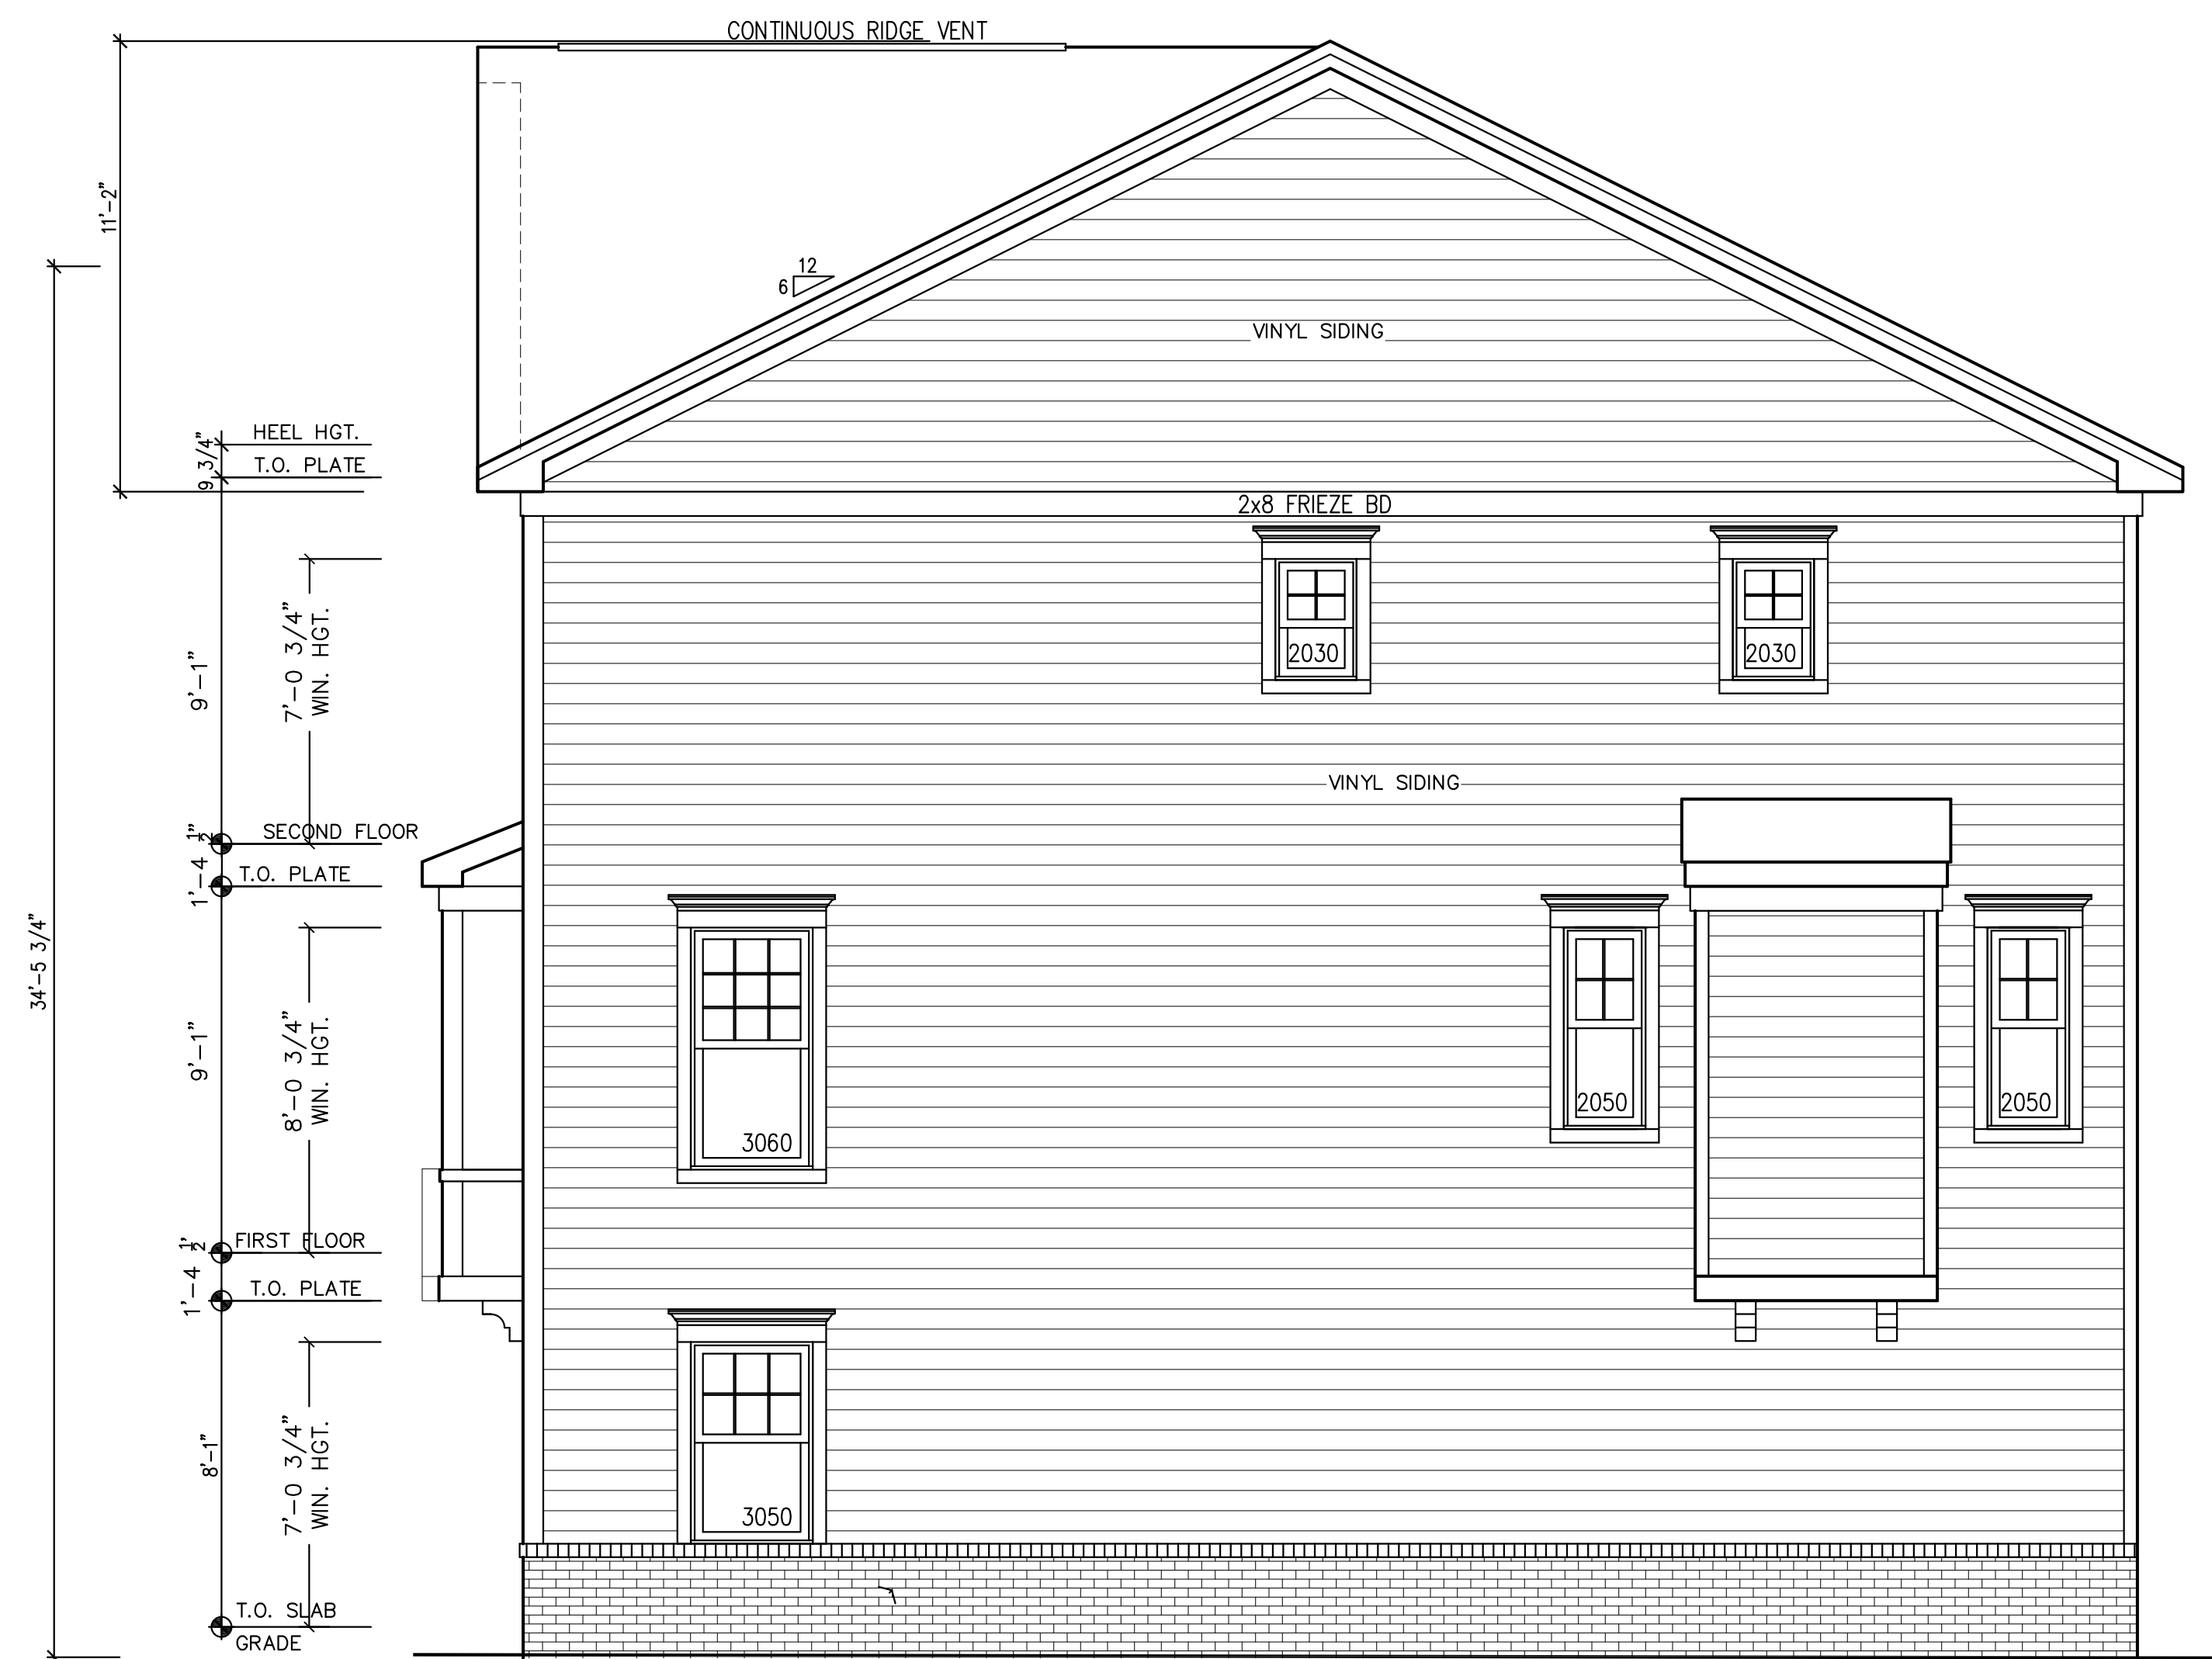 CONTINUOUS RIDGE VENT
11'-2"
12
6
VINYL SIDING
HEEL HGT.
9 3/4"
T.O. PLATE
2x8 FRIEZE BD
2030
2030
9'-1"
7'-0 3/4"
WIN. HGT.
VINYL SIDING
SECOND FLOOR
1'-4 1/2"
T.O. PLATE
34'-5 3/4"
9'-1"
8'-0 3/4"
WIN. HGT.
3060
2050
2050
FIRST FLOOR
1'-4 1/2'
T.O. PLATE
8'-1"
7'-0 3/4"
WIN. HGT.
3050
T.O. SLAB
GRADE